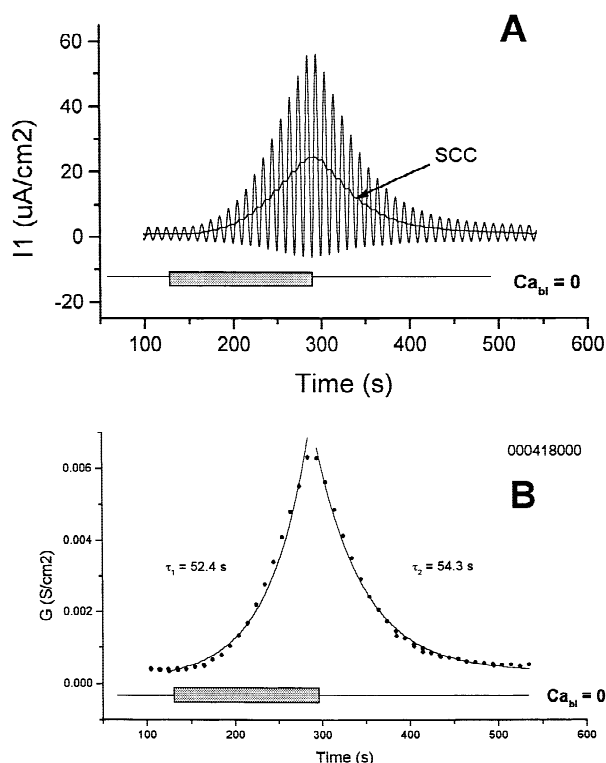 A
60
40
20
0
-20
I1 (uA/cm2)
SCC
Ca_bl = 0
100 200 300 400 500 600
Time (s)
000418000
B
0.006
0.004
0.002
0.000
G (S/cm2)
τ₁ = 52.4 s
τ₂ = 54.3 s
Ca_bl = 0
100 200 300 400 500 600
Time (s)